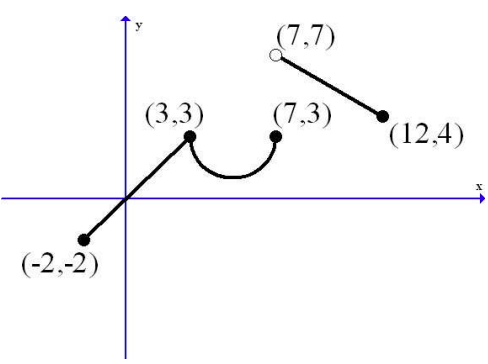 y
(7,7)
(3,3)
(7,3)
(12,4)
x
(-2,-2)